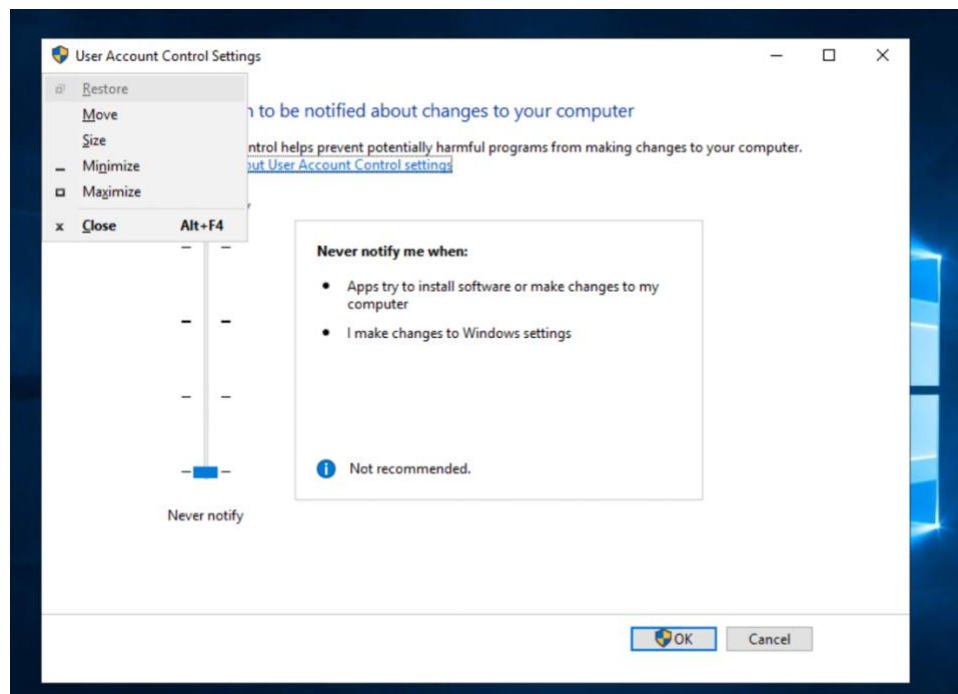 User Account Control Settings
Restore
Move
Size
Minimize
Maximize
Close Alt+F4
to be notified about changes to your computer
helps prevent potentially harmful programs from making changes to your computer.
User Account Control settings
Never notify me when:
• Apps try to install software or make changes to my
computer
• I make changes to Windows settings
Not recommended.
Never notify
OK Cancel